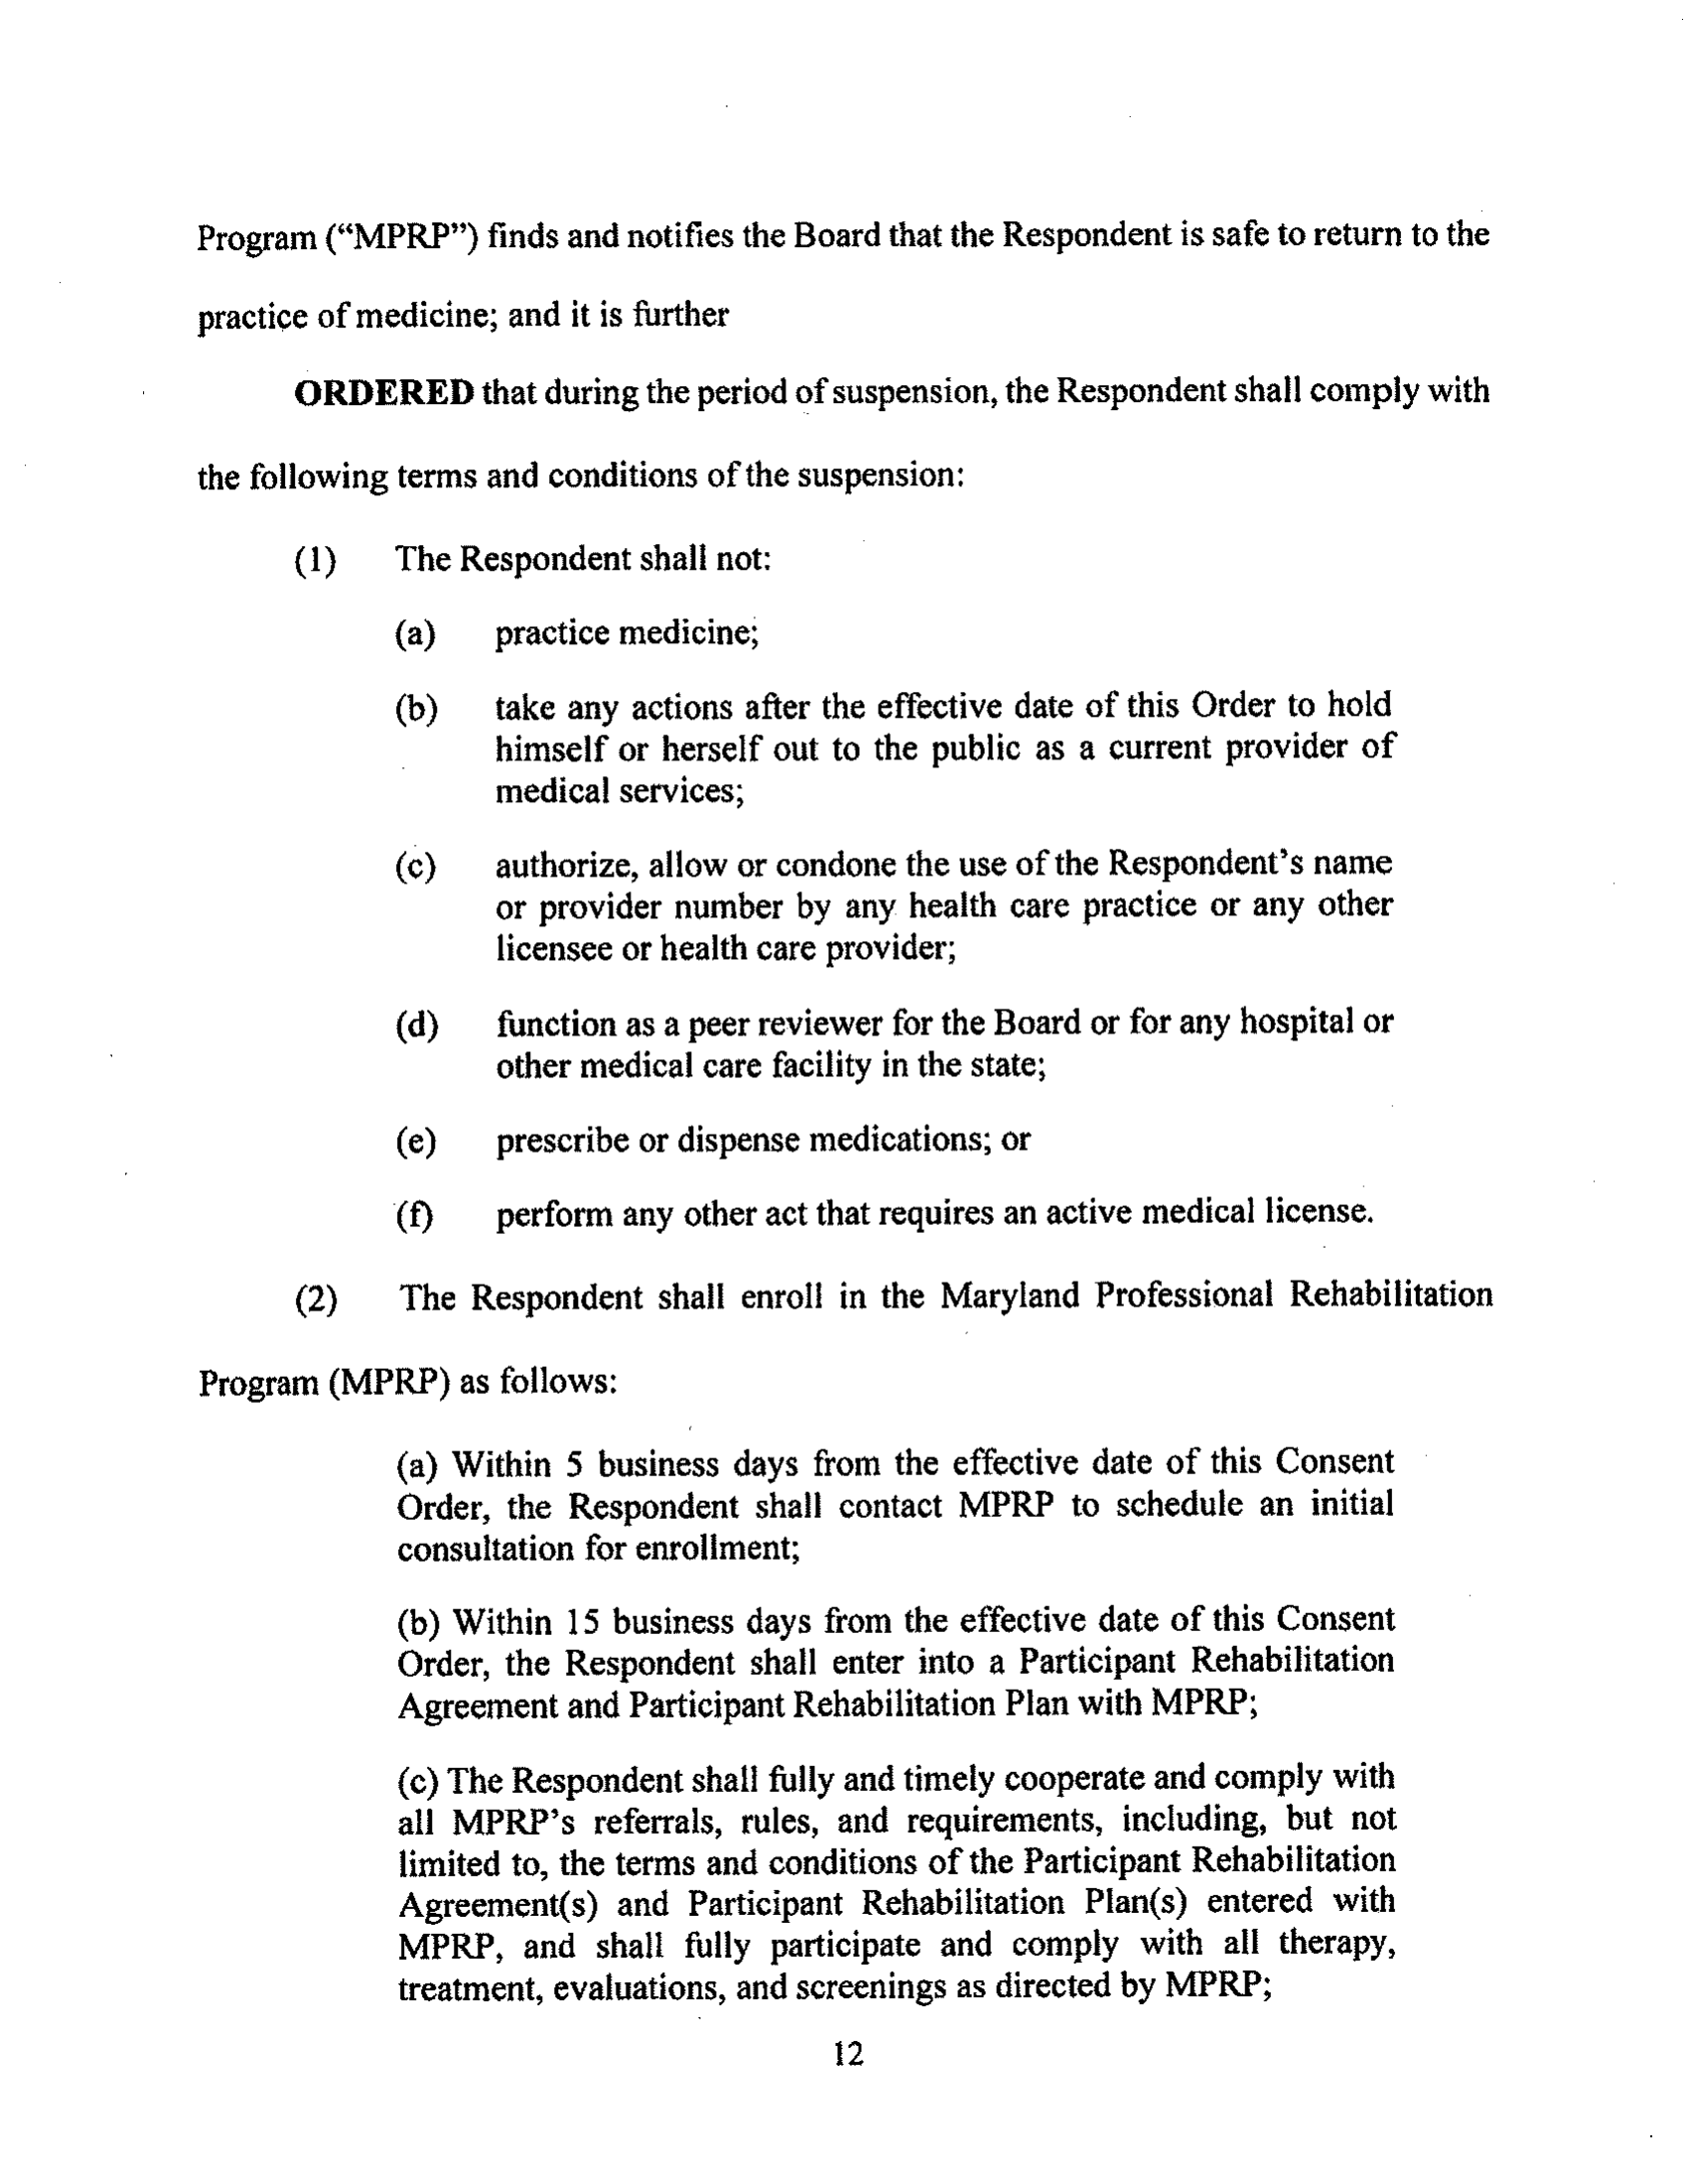 Program (“MPRP”) finds and notifies the Board that the Respondent is safe to return to the
practice of medicine; and it is further
ORDERED that during the period of suspension, the Respondent shall comply with
the following terms and conditions of the suspension:
(1) The Respondent shall not:
(a) practice medicine;
(b) take any actions after the effective date of this Order to hold
himself or herself out to the public as a current provider of
medical services;
(c) authorize, allow or condone the use of the Respondent’s name
or provider number by any health care practice or any other
licensee or health care provider;
(d) function as a peer reviewer for the Board or for any hospital or
other medical care facility in the state;
(e) prescribe or dispense medications; or
(f) perform any other act that requires an active medical license.
(2) The Respondent shall enroll in the Maryland Professional Rehabilitation
Program (MPRP) as follows:
(a) Within 5 business days from the effective date of this Consent
Order, the Respondent shall contact MPRP to schedule an initial
consultation for enrollment;
(b) Within 15 business days from the effective date of this Consent
Order, the Respondent shall enter into a Participant Rehabilitation
Agreement and Participant Rehabilitation Plan with MPRP;
(c) The Respondent shall fully and timely cooperate and comply with
all MPRP’s referrals, rules, and requirements, including, but not
limited to, the terms and conditions of the Participant Rehabilitation
Agreement(s) and Participant Rehabilitation Plan(s) entered with
MPRP, and shall fully participate and comply with all therapy,
treatment, evaluations, and screenings as directed by MPRP;
12